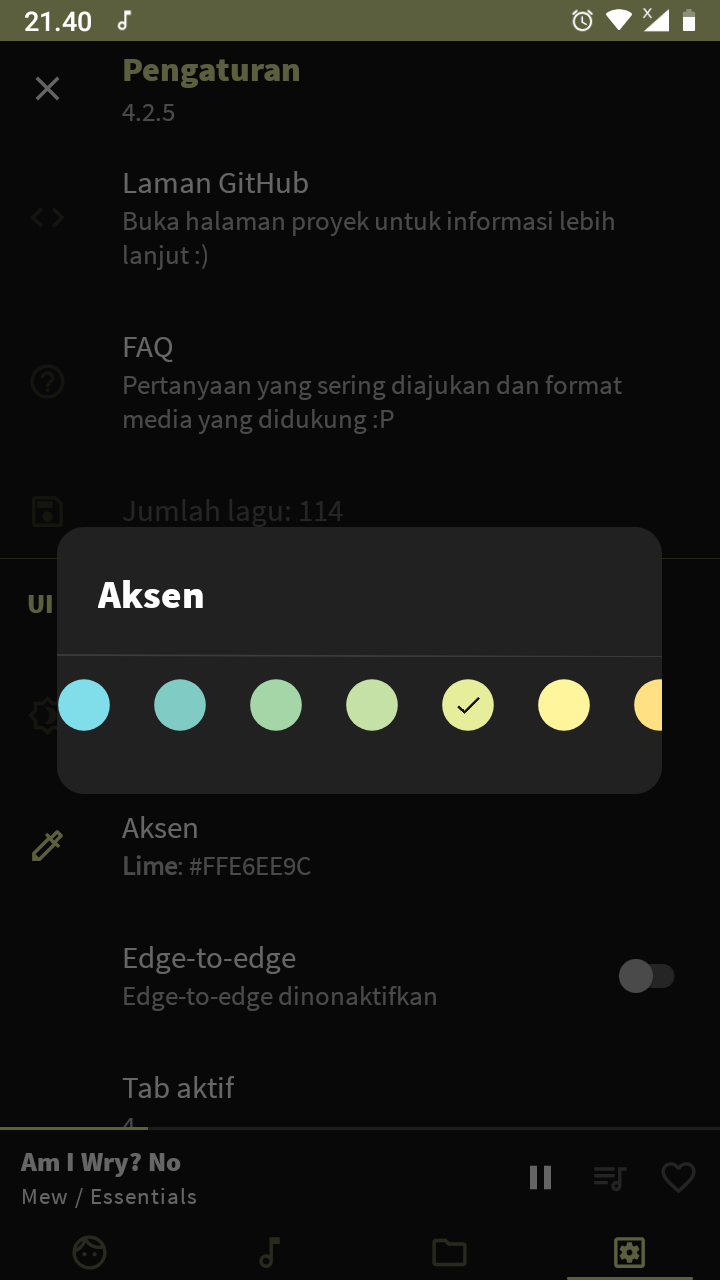 21.40
Pengaturan
4.2.5
Laman GitHub
Buka halaman proyek untuk informasi lebih
lanjut :)
FAQ
Pertanyaan yang sering diajukan dan format
media yang didukung :P
Jumlah lagu: 114
UI
Aksen
Aksen
Lime: #FFE6EE9C
Edge-to-edge
Edge-to-edge dinonaktifkan
Tab aktif
4
Am I Wry? No
Mew / Essentials